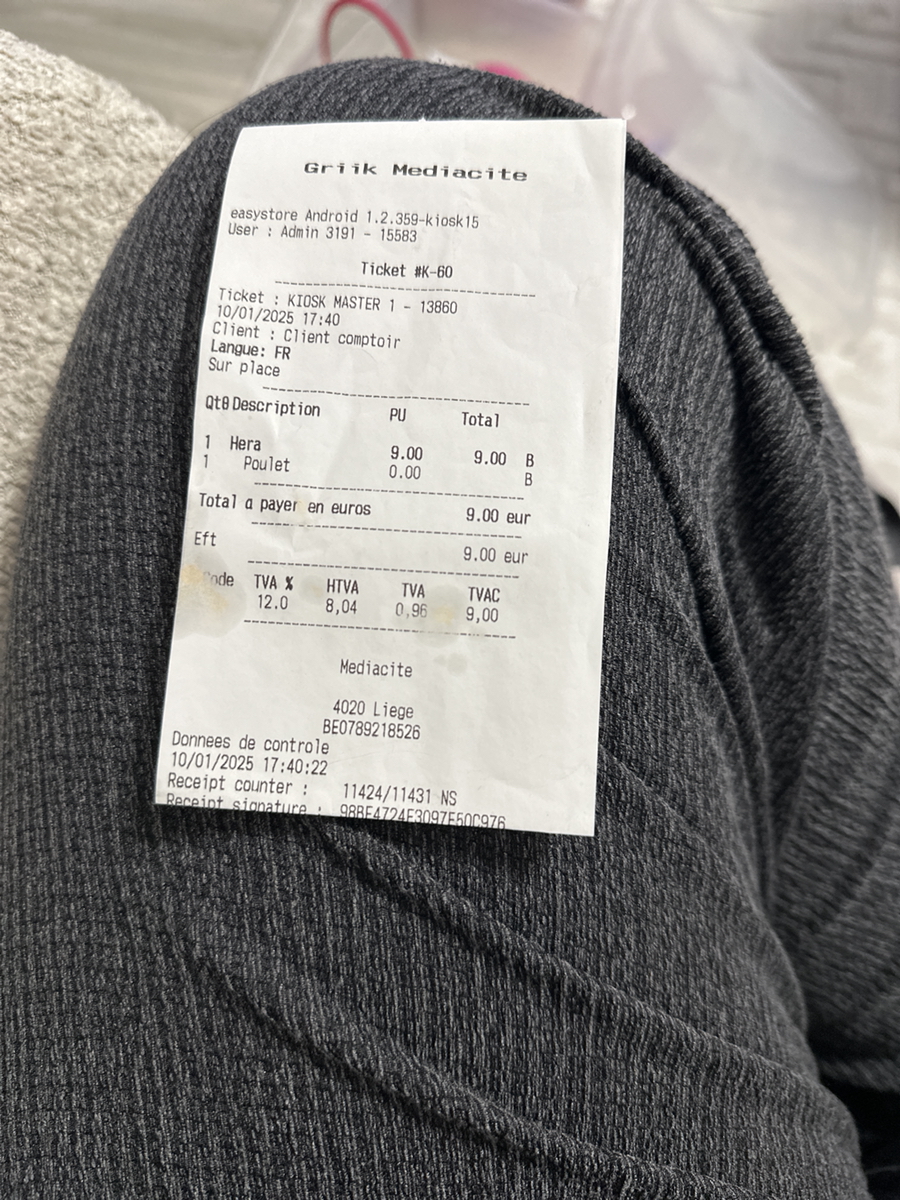 Griik Mediacite
easystore Android 1.2.359-kiosk15
User : Admin 3191 - 15583
Ticket #K-60
Ticket : KIOSK MASTER 1 - 13860
10/01/2025 17:40
Client : Client comptoir
Langue: FR
Sur place
Qt@ Description PU Total
1 Hera 9.00 9.00 B
1 Poulet 0.00 B
Total a payer en euros 9.00 eur
Eft 9.00 eur
TVA % HTVA TVA TVAC
12.0 8,04 0,96 9,00
Mediacite
4020 Liege
BE0789218526
Donnees de controle
10/01/2025 17:40:22
Receipt counter : 11424/11431 NS
Receipt signature :